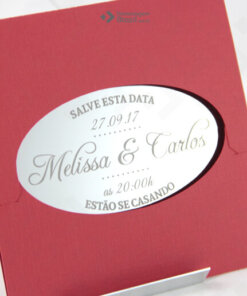 SALVE ESTA DATA
27.09.17
Melissa & Carlos
às 20:00h
ESTÃO SE CASANDO